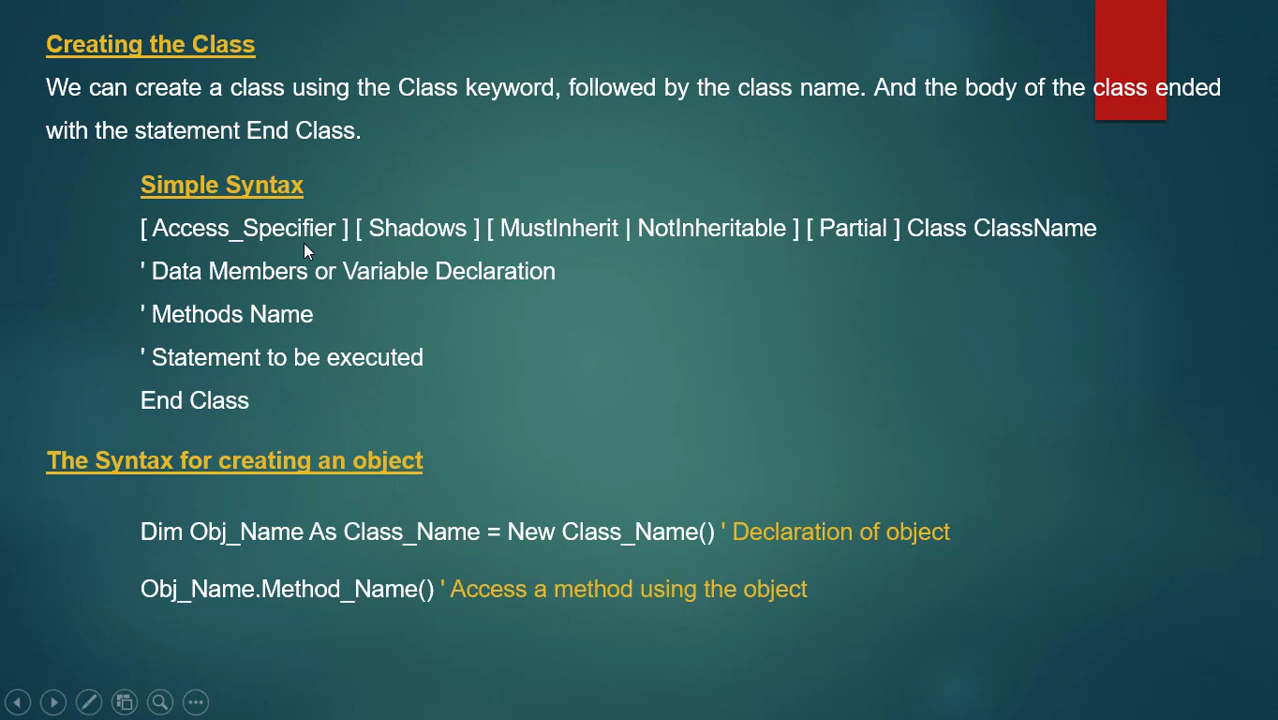 Creating the Class
We can create a class using the Class keyword, followed by the class name. And the body of the class ended
with the statement End Class.
Simple Syntax
[ Access_Specifier ] [ Shadows ] [ MustInherit | NotInheritable ] [ Partial ] Class ClassName
' Data Members or Variable Declaration
' Methods Name
' Statement to be executed
End Class
The Syntax for creating an object
Dim Obj_Name As Class_Name = New Class_Name() ' Declaration of object
Obj_Name.Method_Name() ' Access a method using the object